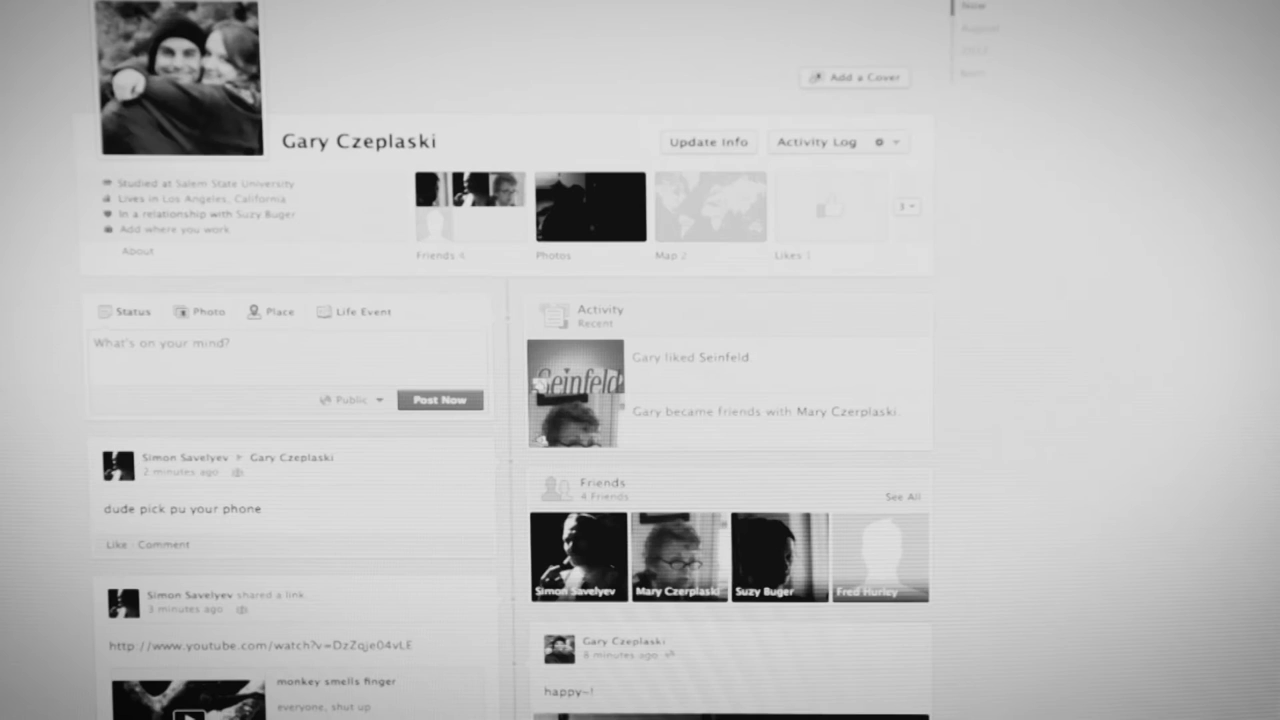 Now
August
2012
Born
Add a Cover
Gary Czeplaski
Update Info
Activity Log
Studied at Salem State University
Lives in Los Angeles, California
In a relationship with Suzy Buger
Add where you work
About
Friends 4
Photos
Map 2
Likes 1
3
Status
Photo
Place
Life Event
What's on your mind?
Public
Post Now
Activity
Recent
Seinfeld
Gary liked Seinfeld.
Gary became friends with Mary Czerplaski.
Simon Savelyev Gary Czeplaski
2 minutes ago
dude pick pu your phone
Like · Comment
Friends
4 Friends
See All
Simon Savelyev
Mary Czerplaski
Suzy Buger
Fred Hurley
Simon Savelyev shared a link.
3 minutes ago
http://www.youtube.com/watch?v=DzZqje04vLE
monkey smells finger
everyone, shut up
Gary Czeplaski
8 minutes ago
happy~!